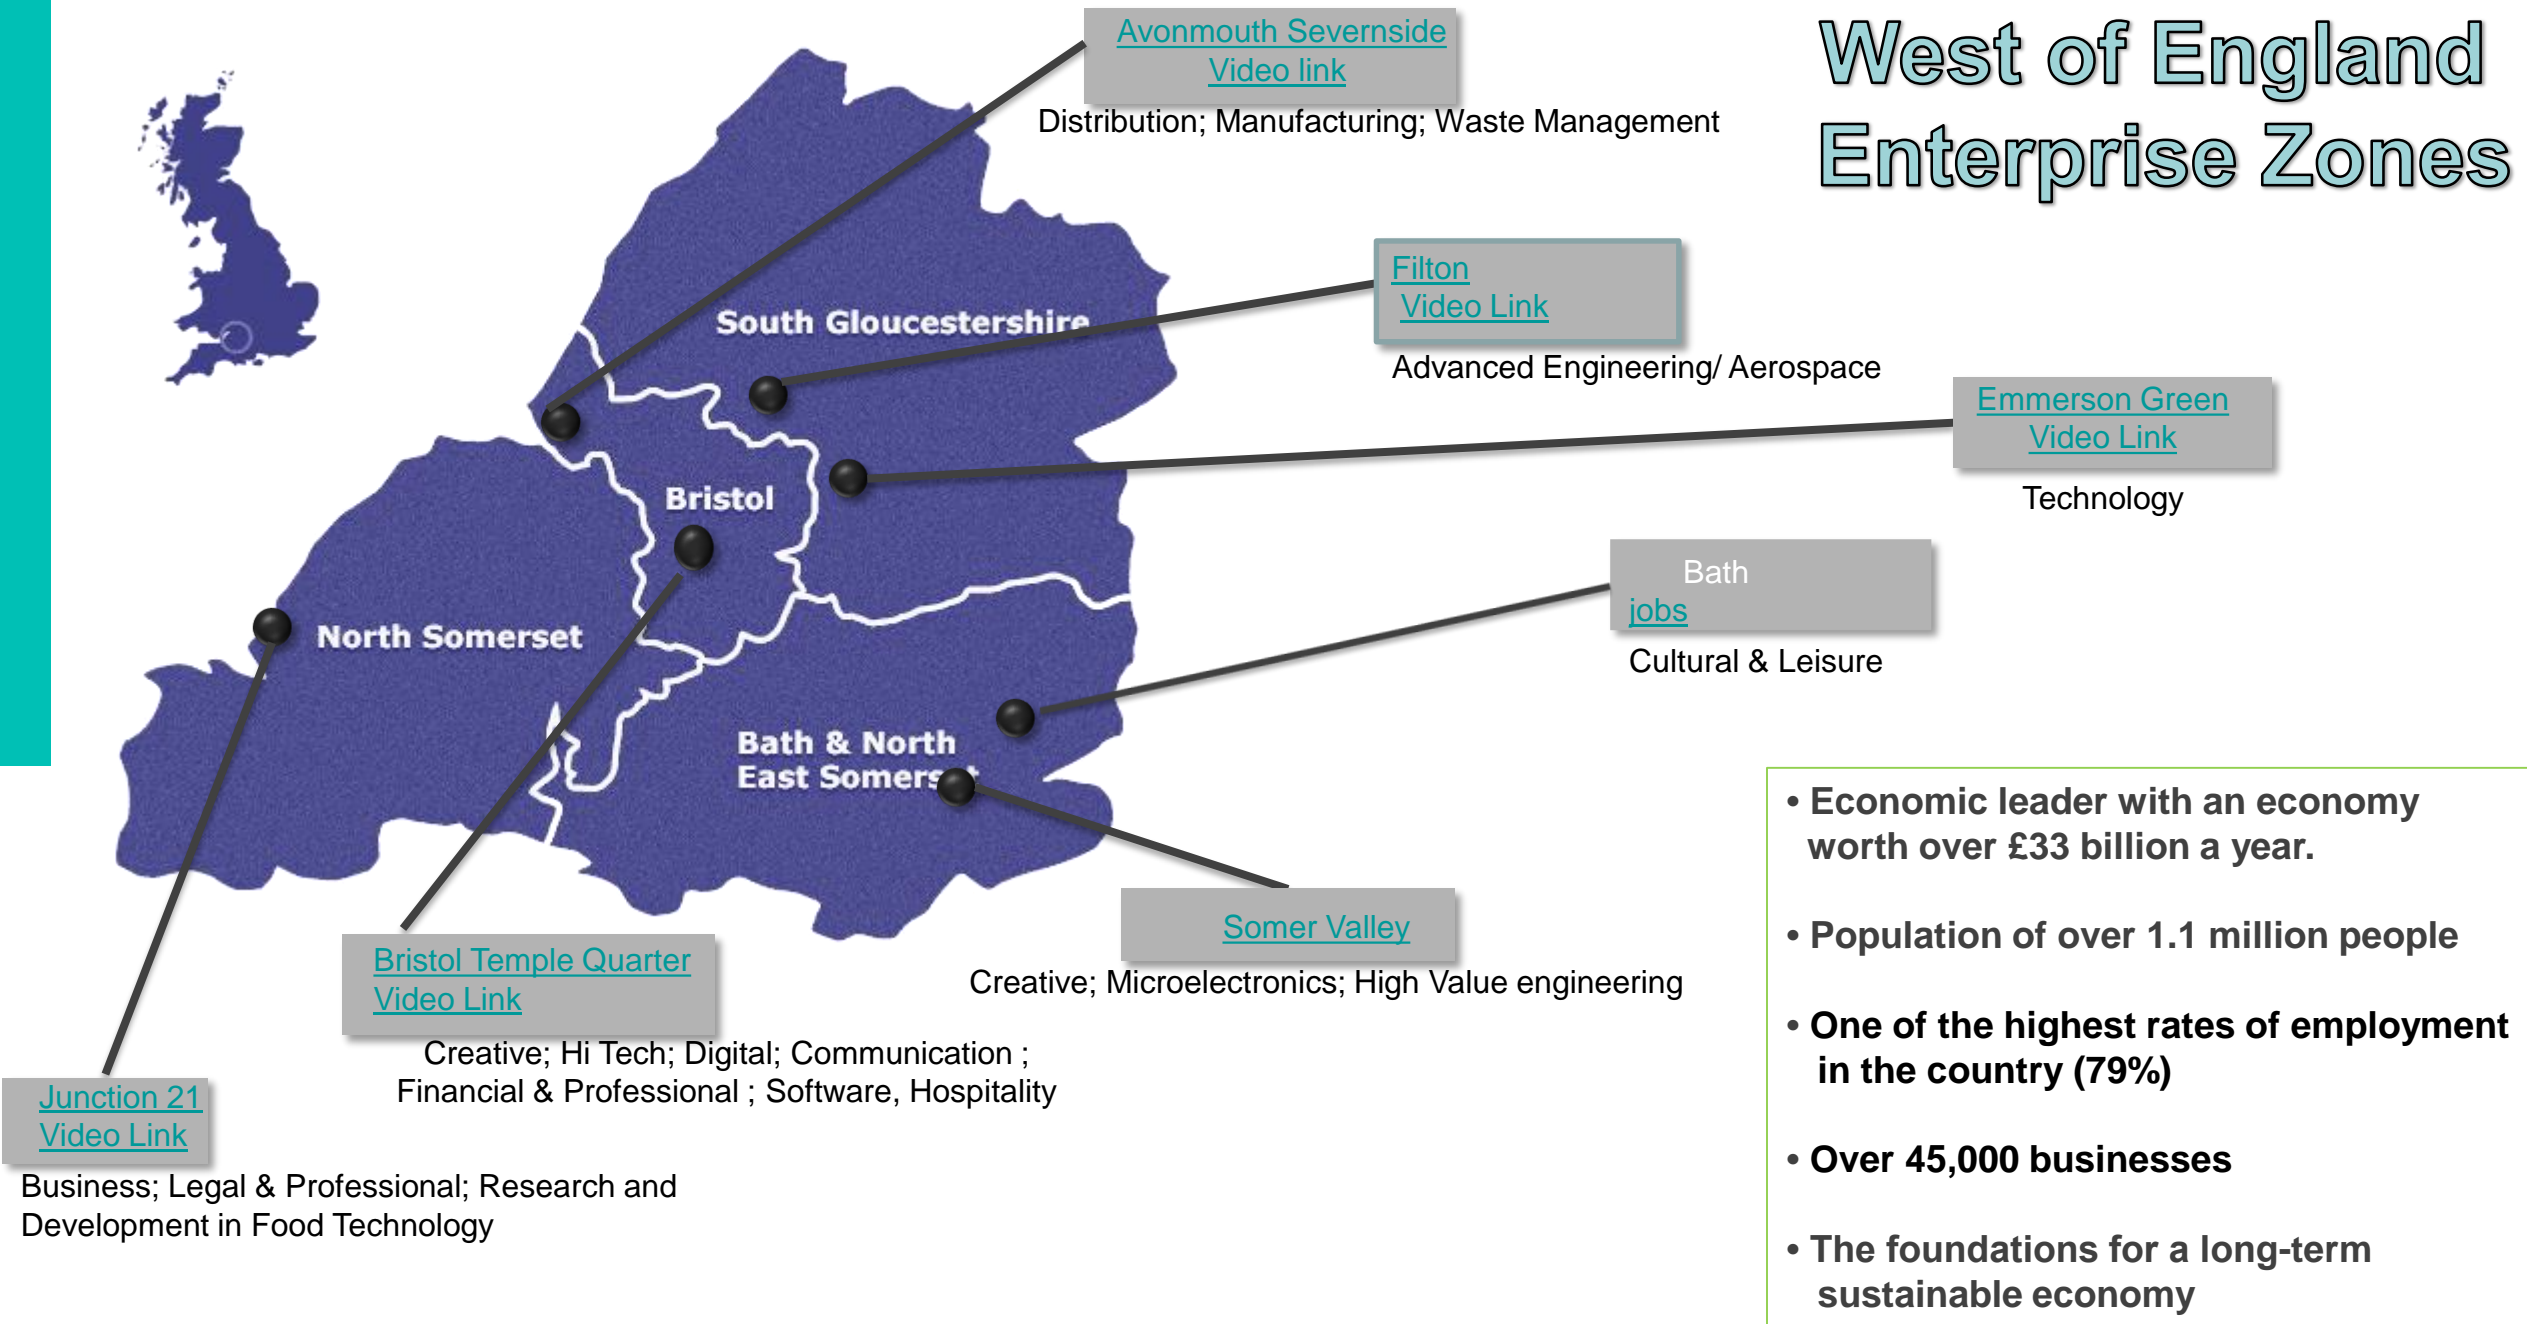 West of England
Enterprise Zones
Avonmouth Severnside
Video link
Distribution; Manufacturing; Waste Management
Filton
Video Link
Advanced Engineering/ Aerospace
Emmerson Green
Video Link
Technology
Bath
jobs
Cultural & Leisure
South Gloucestershire
Bristol
North Somerset
Bath & North
East Somerset
Somer Valley
Creative; Microelectronics; High Value engineering
Bristol Temple Quarter
Video Link
Creative; Hi Tech; Digital; Communication ;
Financial & Professional ; Software, Hospitality
Junction 21
Video Link
Business; Legal & Professional; Research and
Development in Food Technology
• Economic leader with an economy
worth over £33 billion a year.
• Population of over 1.1 million people
• One of the highest rates of employment
in the country (79%)
• Over 45,000 businesses
• The foundations for a long-term
sustainable economy